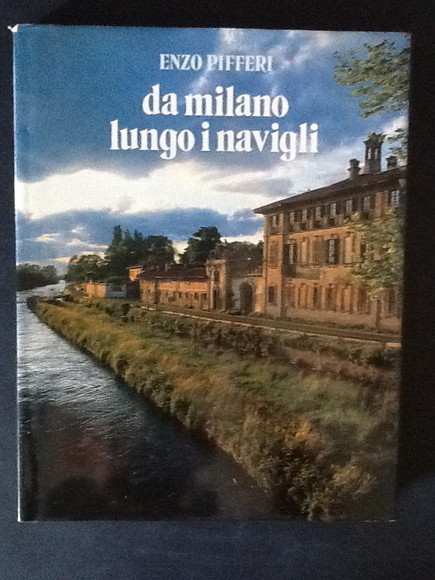 ENZO PIFFERI
da milano
lungo i navigli